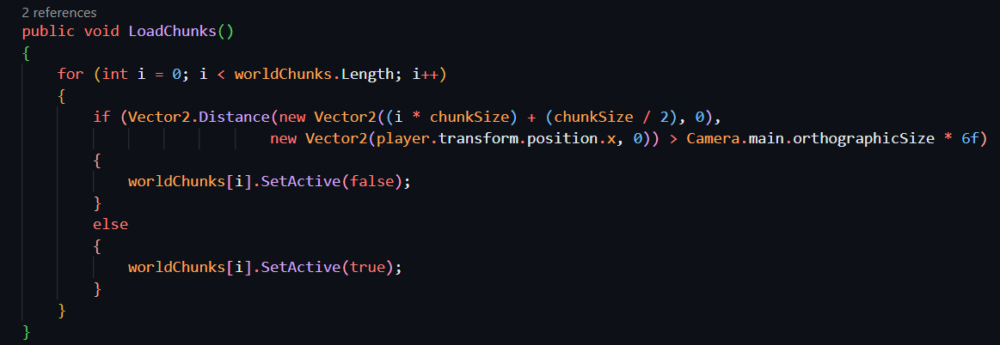 2 references
public void LoadChunks()
{
    for (int i = 0; i < worldChunks.Length; i++)
    {
        if (Vector2.Distance(new Vector2((i * chunkSize) + (chunkSize / 2), 0),
                            new Vector2(player.transform.position.x, 0)) > Camera.main.orthographicSize * 6f)
        {
            worldChunks[i].SetActive(false);
        }
        else
        {
            worldChunks[i].SetActive(true);
        }
    }
}